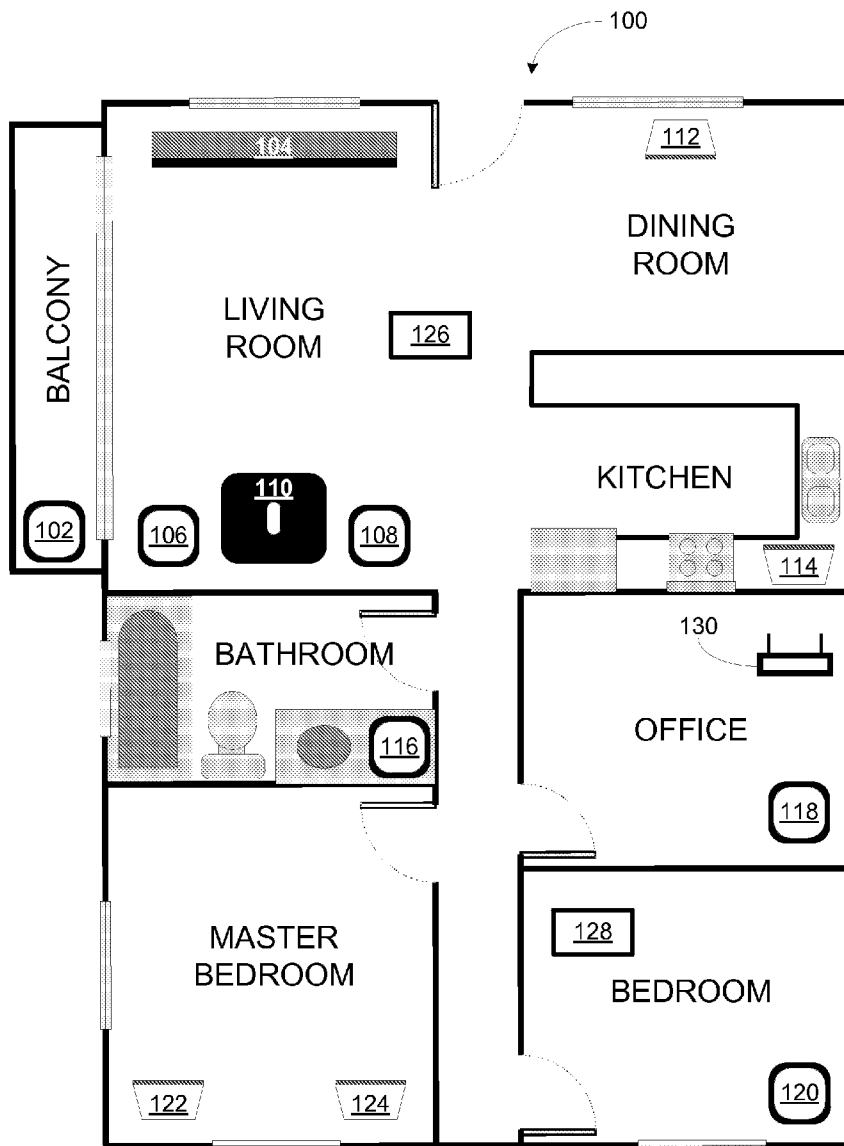 100
104
112
DINING
ROOM
BALCONY
LIVING
ROOM
126
KITCHEN
110
102
106
108
114
130
BATHROOM
OFFICE
116
118
MASTER
BEDROOM
128
BEDROOM
122
124
120